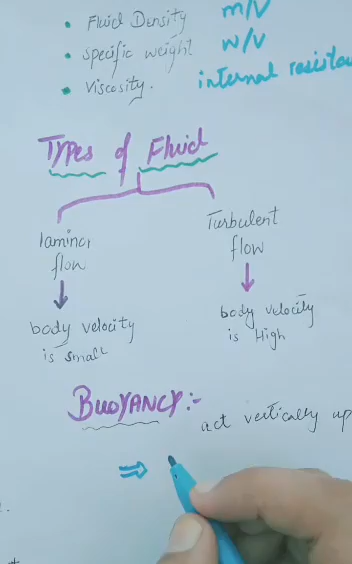 • Fluid Density m/V
• Specific weight W/V
• Viscosity. internal
Types of Fluid
laminar flow
Turbulent flow
body velocity is small
body velocity is High
BUOYANCY:-
act vertically up
⇒